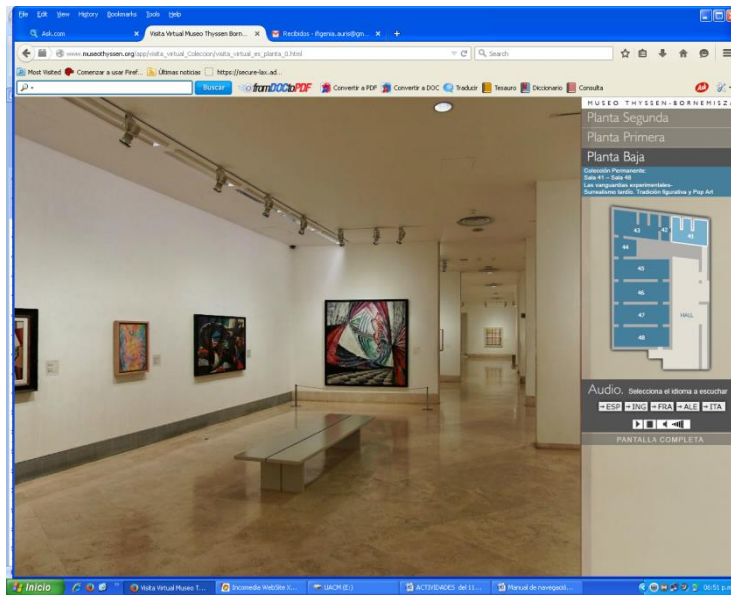 File Edit View History Bookmarks Tools Help
Ask.com × Visita Virtual Museo Thyssen Born... × Recibidos - ifigenia.auris@gm... × +
www.museothyssen.org/app/visita_virtual_Coleccion/visita_virtual_es_planta_0.html Search
Most Visited Comenzar a usar Firef... Últimas noticias https://secure-lax.ad...
Buscar fromDOCtoPDF Convertir a PDF Convertir a DOC Traducir Tesauro Diccionario Consulta
MUSEO THYSSEN-BORNEMISZA
Planta Segunda
Planta Primera
Planta Baja
Colección Permanente:
Sala 41 – Sala 48
Las vanguardias experimentales-
Surrealismo tardío. Tradición figurativa y Pop Art
43 42 41
44
45
46
47 HALL
48
Audio. Selecciona el idioma a escuchar
ESP ING FRA ALE ITA
PANTALLA COMPLETA
Inicio Visita Virtual Museo T... Incomedia WebSite X... UACM (E:) ACTIVIDADES del 11... Manual de navegació... 06:51 p.m.